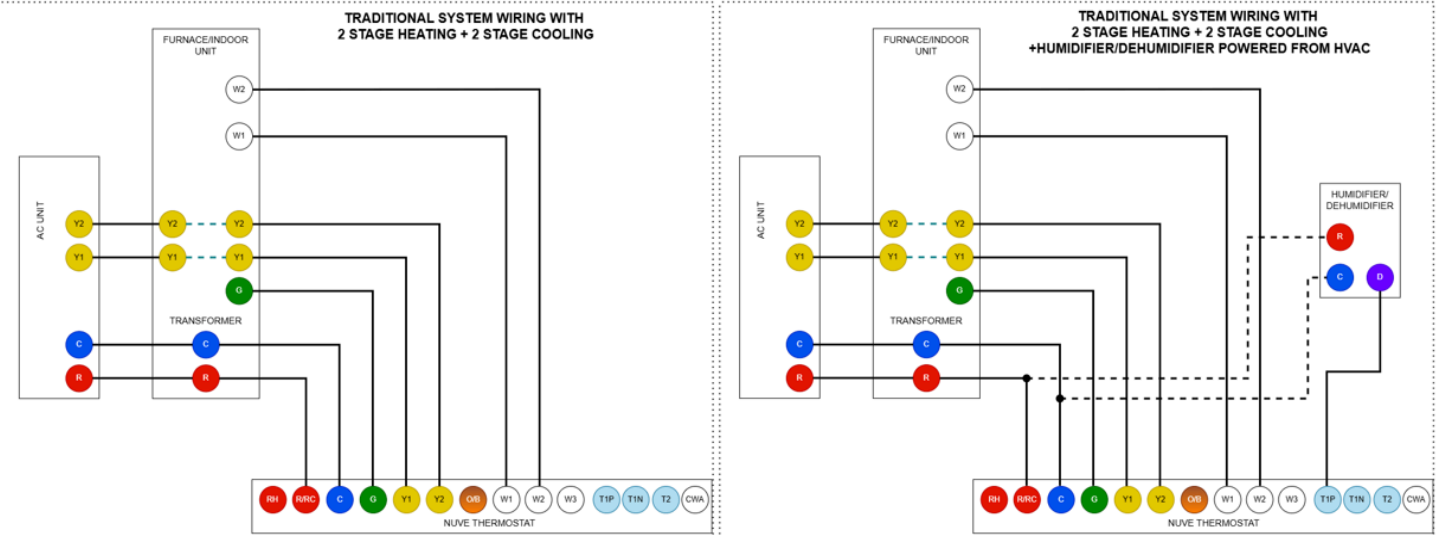 TRADITIONAL SYSTEM WIRING WITH
2 STAGE HEATING + 2 STAGE COOLING
FURNACE/INDOOR
UNIT
W2
W1
AC UNIT
Y2 Y2 Y2
Y1 Y1 Y1
G
TRANSFORMER
C C
R R
RH R/RC C G Y1 Y2 O/B W1 W2 W3 T1P T1N T2 CWA
NUVE THERMOSTAT
TRADITIONAL SYSTEM WIRING WITH
2 STAGE HEATING + 2 STAGE COOLING
+HUMIDIFIER/DEHUMIDIFIER POWERED FROM HVAC
FURNACE/INDOOR
UNIT
W2
W1
AC UNIT
Y2 Y2 Y2
Y1 Y1 Y1
G
TRANSFORMER
C C
R R
HUMIDIFIER/
DEHUMIDIFIER
R
C D
RH R/RC C G Y1 Y2 O/B W1 W2 W3 T1P T1N T2 CWA
NUVE THERMOSTAT